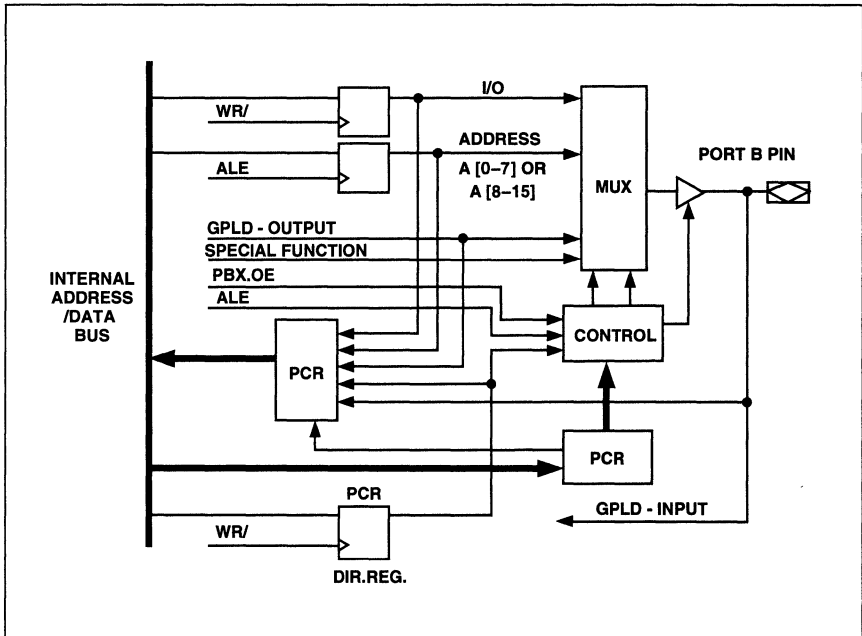 I/O
WR/
ADDRESS
PORT B PIN
ALE
A [0–7] OR
A [8–15]
MUX
GPLD - OUTPUT
SPECIAL FUNCTION
INTERNAL
ADDRESS
/DATA
BUS
PBX.OE
ALE
CONTROL
PCR
PCR
PCR
GPLD - INPUT
WR/
DIR.REG.